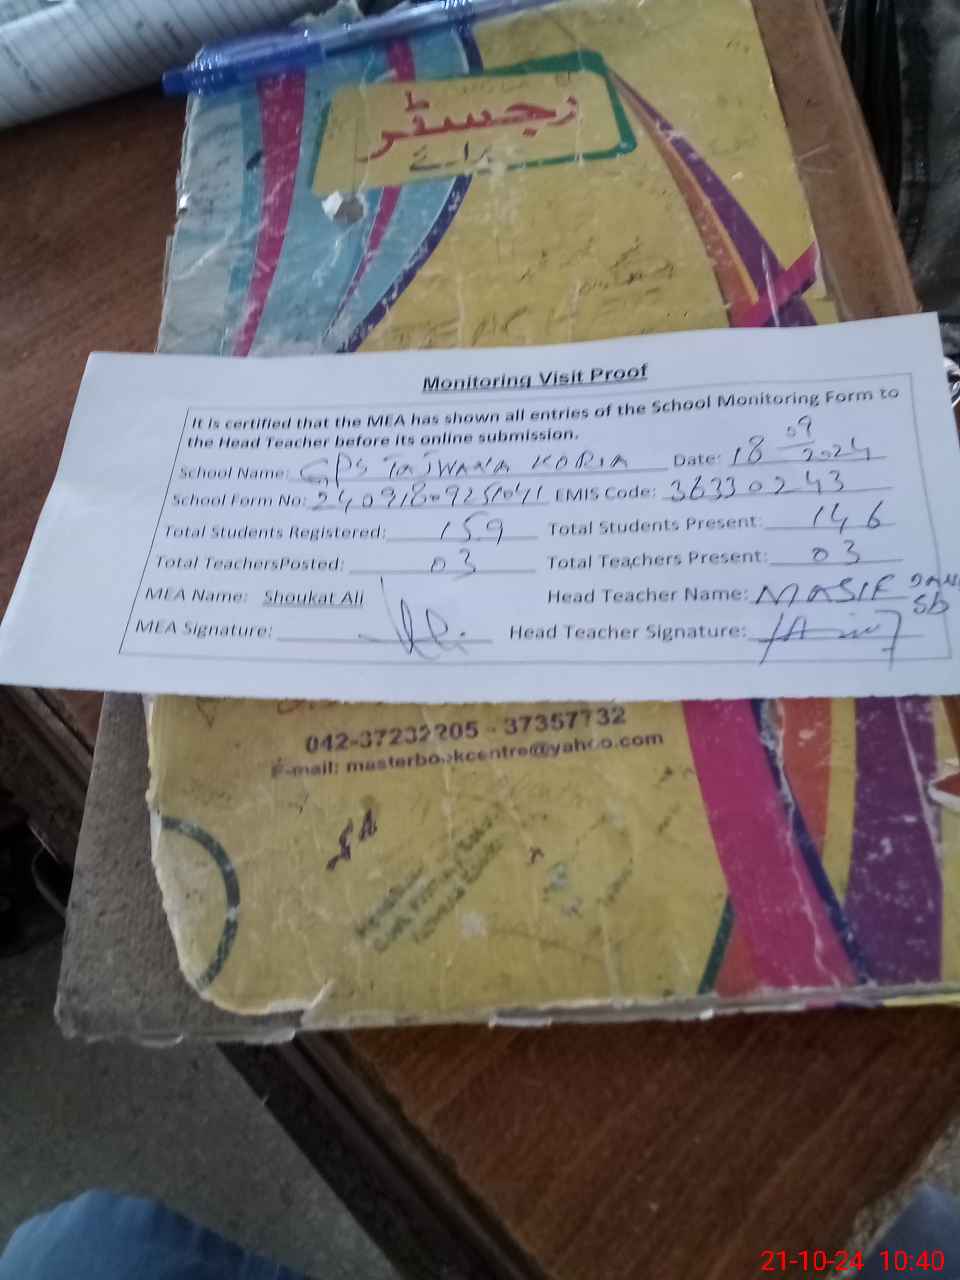 رجسٹر
برائے
Monitoring Visit Proof
It is certified that the MEA has shown all entries of the School Monitoring Form to
the Head Teacher before its online submission.
School Name: GPS TAJWANA KORIA Date: 18 09 2024
School Form No: EMIS Code: 36330243
Total Students Registered: 159 Total Students Present: 146
Total TeachersPosted: 03 Total Teachers Present: 03
MEA Name: Shoukat Ali Head Teacher Name: Sb
MEA Signature: Head Teacher Signature:
042-37232205 - 37357732
E-mail: masterbookcentre@yahoo.com
21-10-24 10:40